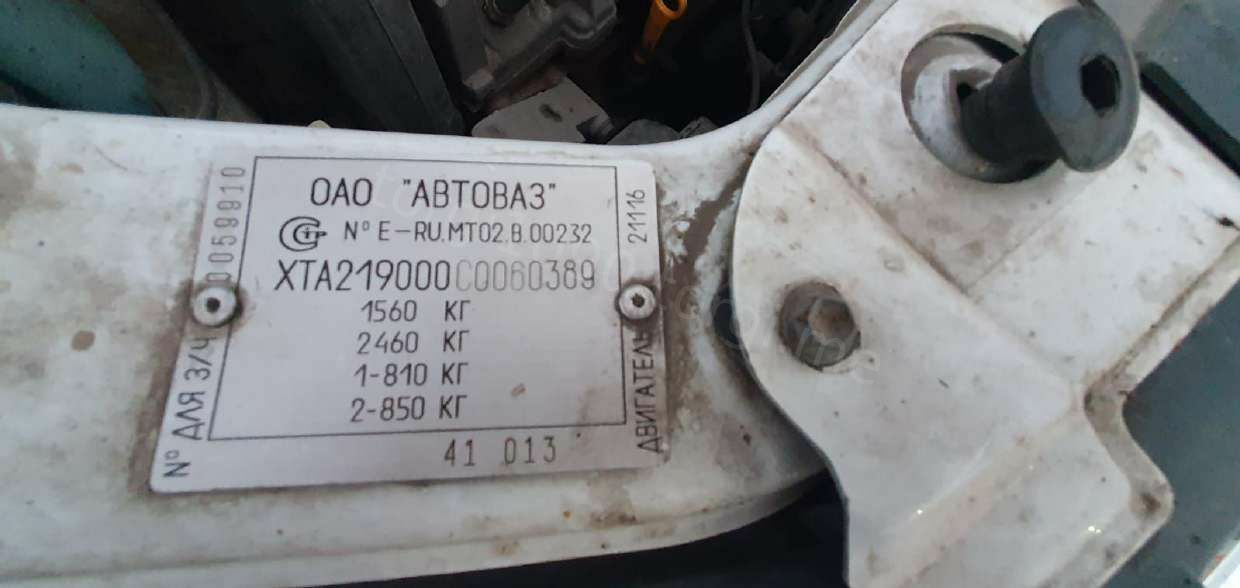 ОАО "АВТОВАЗ"
№ E-RU.MT02.B.00232
XTA219000C0060389
1560 КГ
2460 КГ
1-810 КГ
2-850 КГ
41 013
№ ДЛЯ З/Ч 0059910
ДВИГАТЕЛЬ 21116